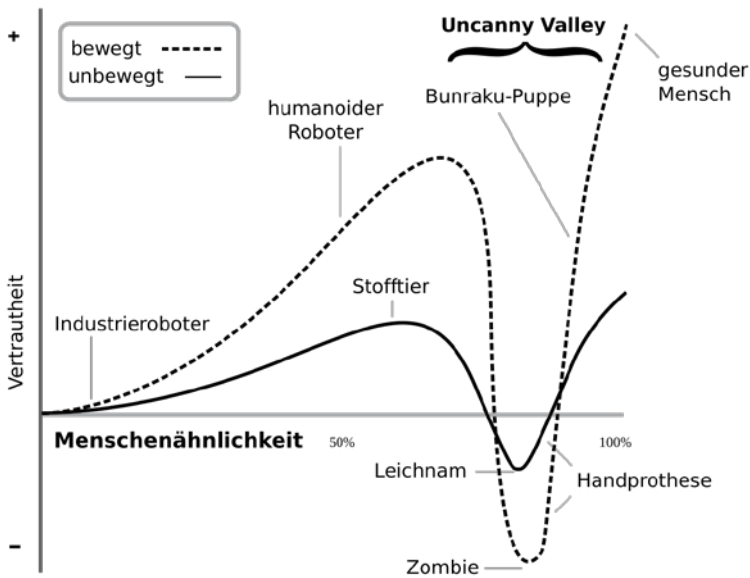 +
Uncanny Valley
bewegt
unbewegt
gesunder
Mensch
Bunraku-Puppe
humanoider
Roboter
Stofftier
Industrieroboter
Vertrautheit
Menschenähnlichkeit
50%
100%
Leichnam
Handprothese
–
Zombie